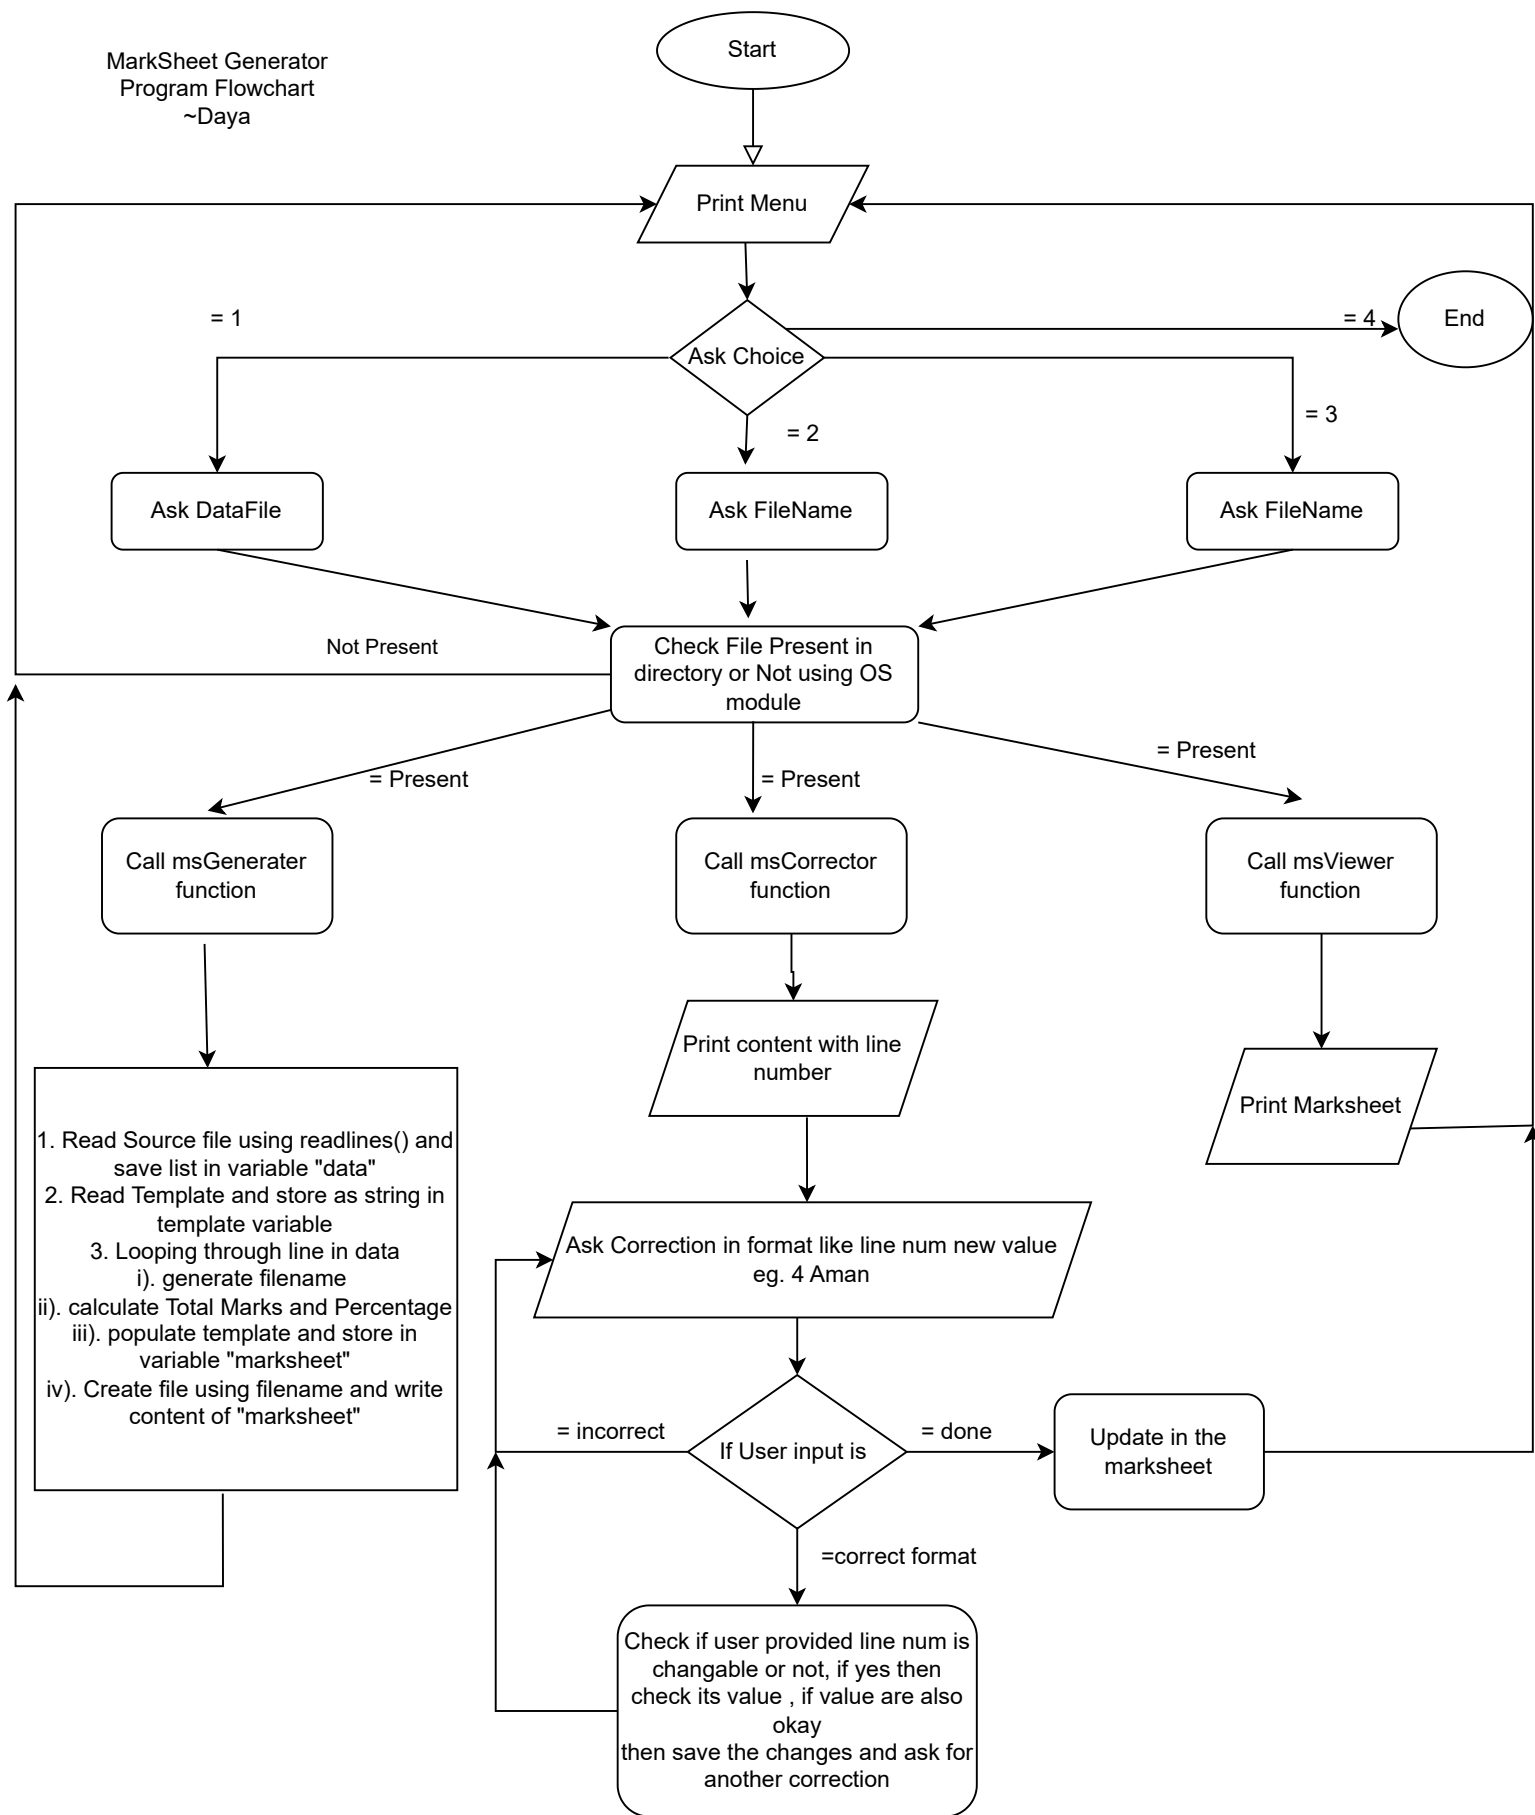 MarkSheet Generator
Program Flowchart
~Daya
Start
Print Menu
= 1
Ask Choice
= 4
End
= 2
= 3
Ask DataFile
Ask FileName
Ask FileName
Not Present
Check File Present in
directory or Not using OS
module
= Present
= Present
= Present
Call msGenerater
function
Call msCorrector
function
Call msViewer
function
Print content with line
number
Print Marksheet
1. Read Source file using readlines() and
save list in variable "data"
2. Read Template and store as string in
template variable
3. Looping through line in data
i). generate filename
ii). calculate Total Marks and Percentage
iii). populate template and store in
variable "marksheet"
iv). Create file using filename and write
content of "marksheet"
Ask Correction in format like line num new value
eg. 4 Aman
= incorrect
If User input is
= done
Update in the
marksheet
=correct format
Check if user provided line num is
changable or not, if yes then
check its value , if value are also
okay
then save the changes and ask for
another correction